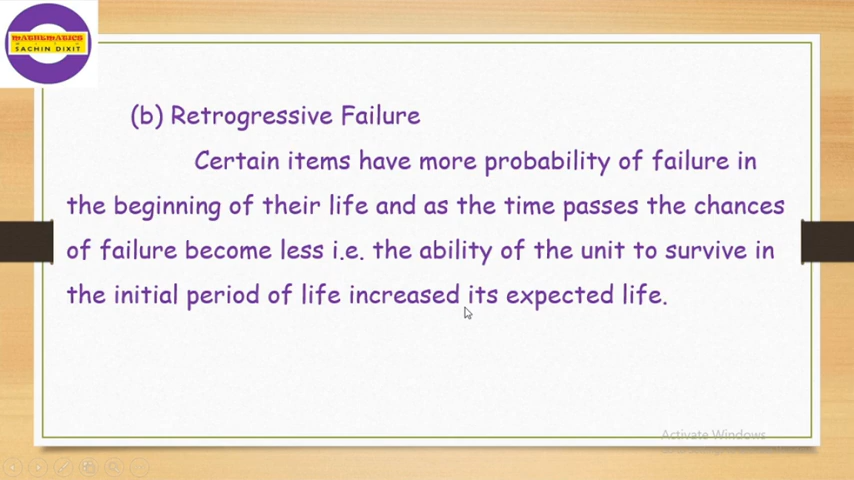 MATHEMATICS
SACHIN DIXIT
(b) Retrogressive Failure
Certain items have more probability of failure in
the beginning of their life and as the time passes the chances
of failure become less i.e. the ability of the unit to survive in
the initial period of life increased its expected life.
Activate Windows